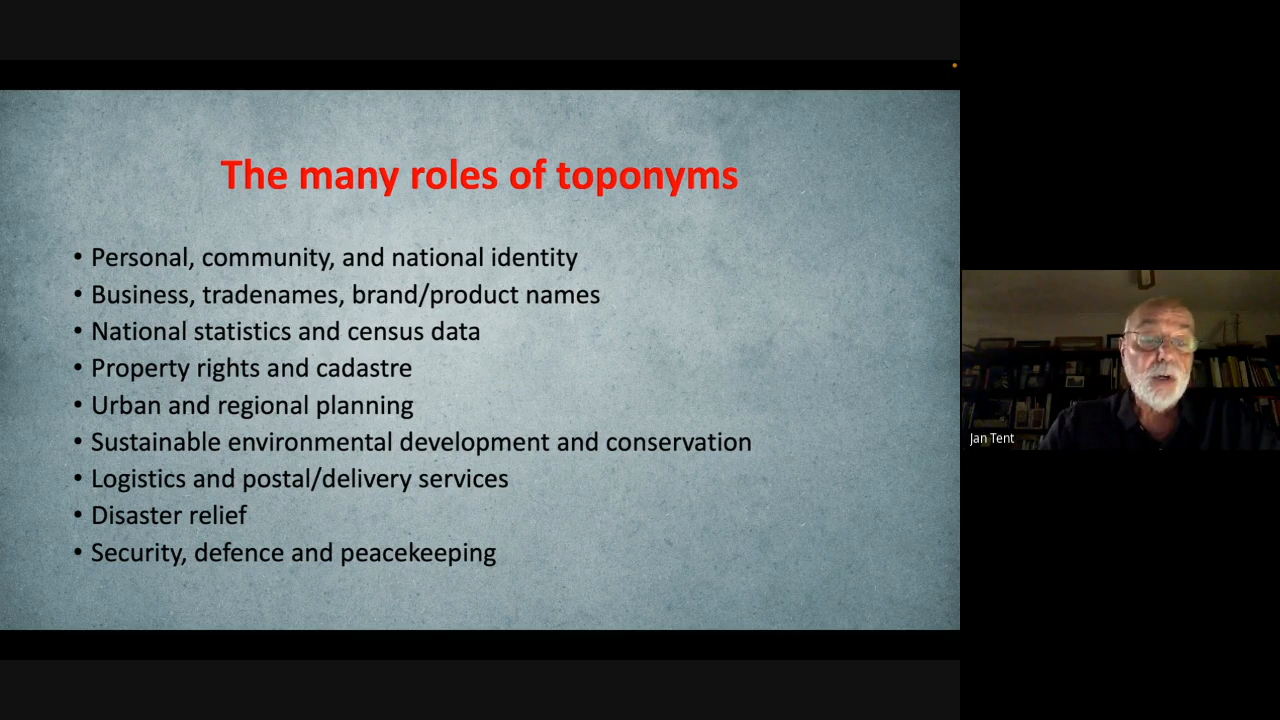 The many roles of toponyms
• Personal, community, and national identity
• Business, tradenames, brand/product names
• National statistics and census data
• Property rights and cadastre
• Urban and regional planning
• Sustainable environmental development and conservation
• Logistics and postal/delivery services
• Disaster relief
• Security, defence and peacekeeping
Jan Tent